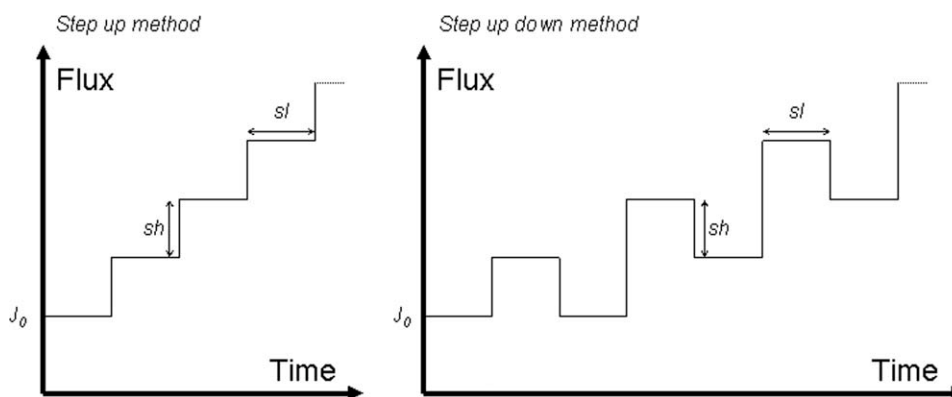 Step up method
Flux
sl
sh
J0
Time
Step up down method
Flux
sl
sh
J0
Time